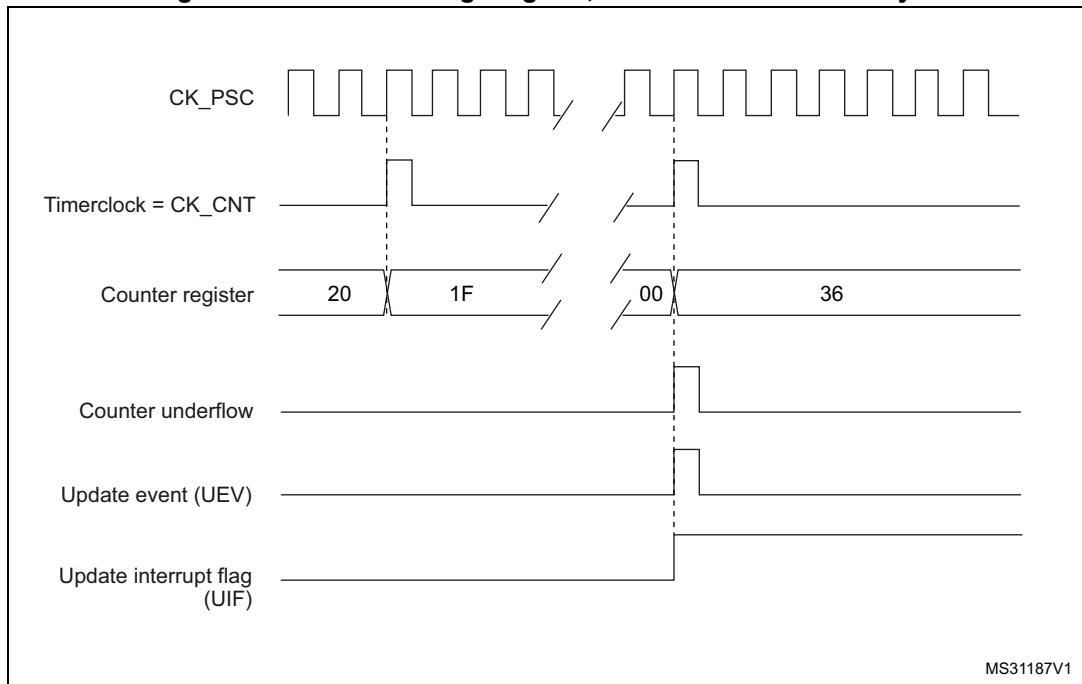 CK_PSC
Timerclock = CK_CNT
Counter register 20 1F 00 36
Counter underflow
Update event (UEV)
Update interrupt flag
(UIF)
MS31187V1